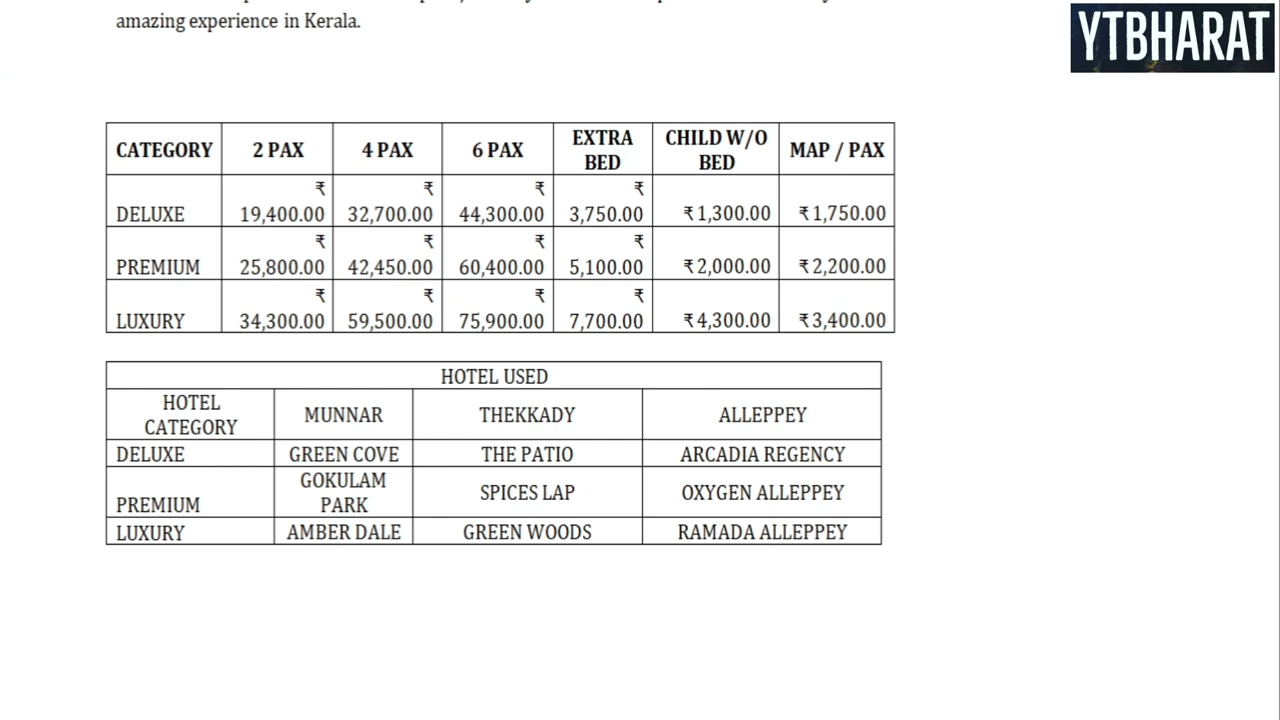 amazing experience in Kerala.
YTBHARAT
CATEGORY 2 PAX 4 PAX 6 PAX EXTRA BED CHILD W/O BED MAP / PAX
DELUXE ₹ 19,400.00 ₹ 32,700.00 ₹ 44,300.00 ₹ 3,750.00 ₹1,300.00 ₹1,750.00
PREMIUM ₹ 25,800.00 ₹ 42,450.00 ₹ 60,400.00 ₹ 5,100.00 ₹2,000.00 ₹2,200.00
LUXURY ₹ 34,300.00 ₹ 59,500.00 ₹ 75,900.00 ₹ 7,700.00 ₹4,300.00 ₹3,400.00
HOTEL USED
HOTEL CATEGORY MUNNAR THEKKADY ALLEPPEY
DELUXE GREEN COVE THE PATIO ARCADIA REGENCY
PREMIUM GOKULAM PARK SPICES LAP OXYGEN ALLEPPEY
LUXURY AMBER DALE GREEN WOODS RAMADA ALLEPPEY